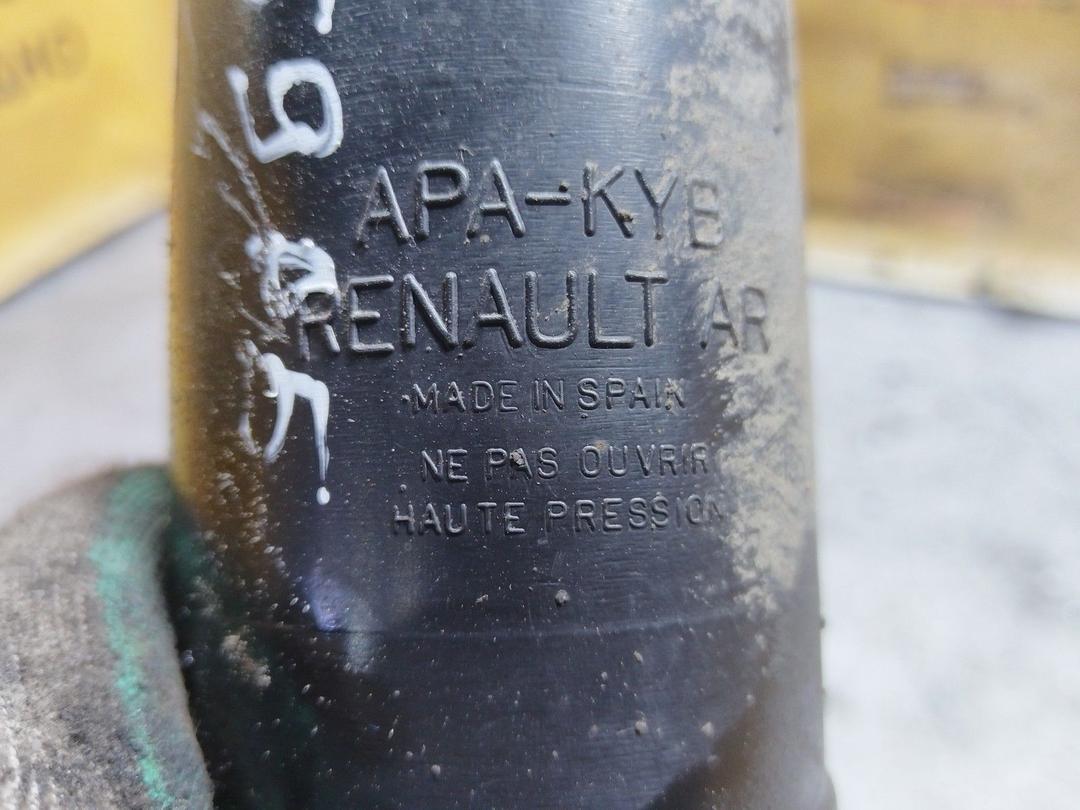 APA-KYB
RENAULT AR
MADE IN SPAIN
NE PAS OUVRIR
HAUTE PRESSION